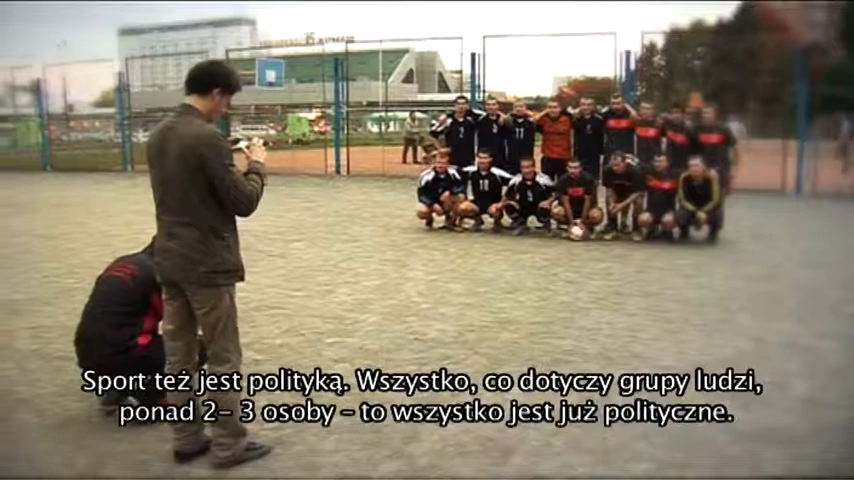 Sport też jest polityką. Wszystko, co dotyczy grupy ludzi,
ponad 2– 3 osoby – to wszystko jest już polityczne.